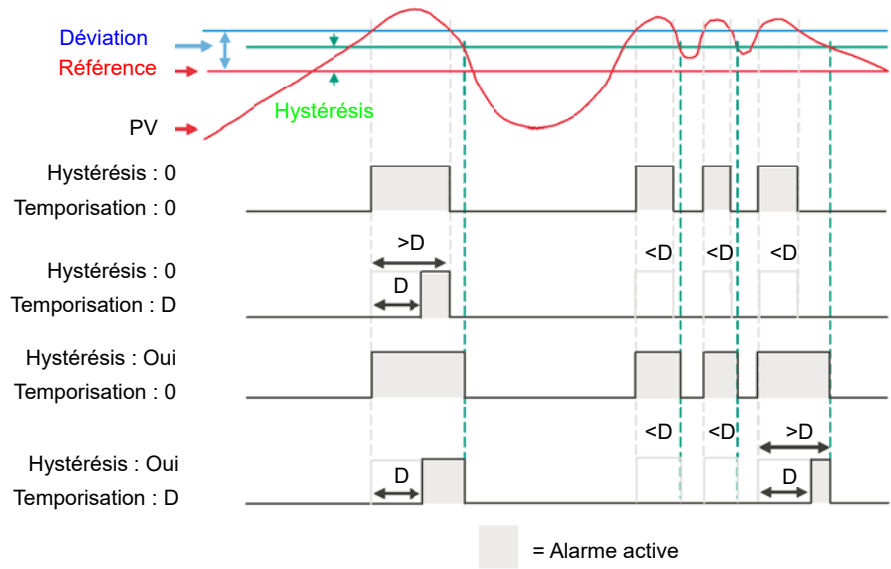 Déviation
Référence
Hystérésis
PV
Hystérésis : 0
Temporisation : 0
>D
<D
<D
<D
Hystérésis : 0
D
Temporisation : D
Hystérésis : Oui
Temporisation : 0
<D
<D
>D
Hystérésis : Oui
D
D
Temporisation : D
= Alarme active